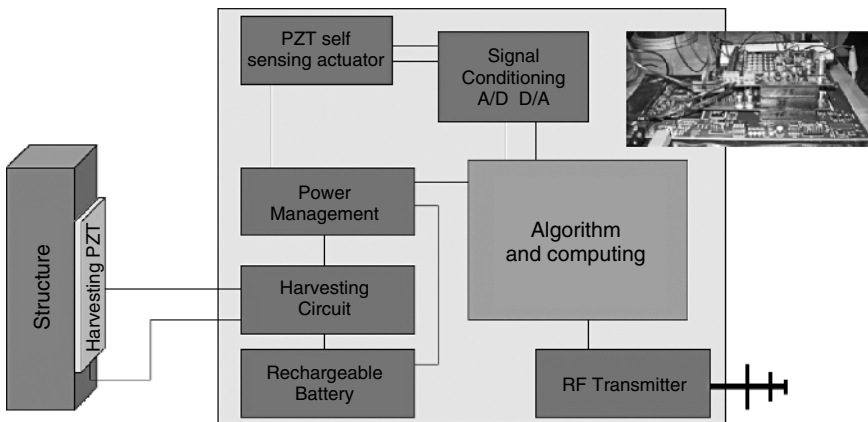 PZT self
sensing actuator
Signal
Conditioning
A/D D/A
Power
Management
Algorithm
and computing
Structure
Harvesting PZT
Harvesting
Circuit
Rechargeable
Battery
RF Transmitter